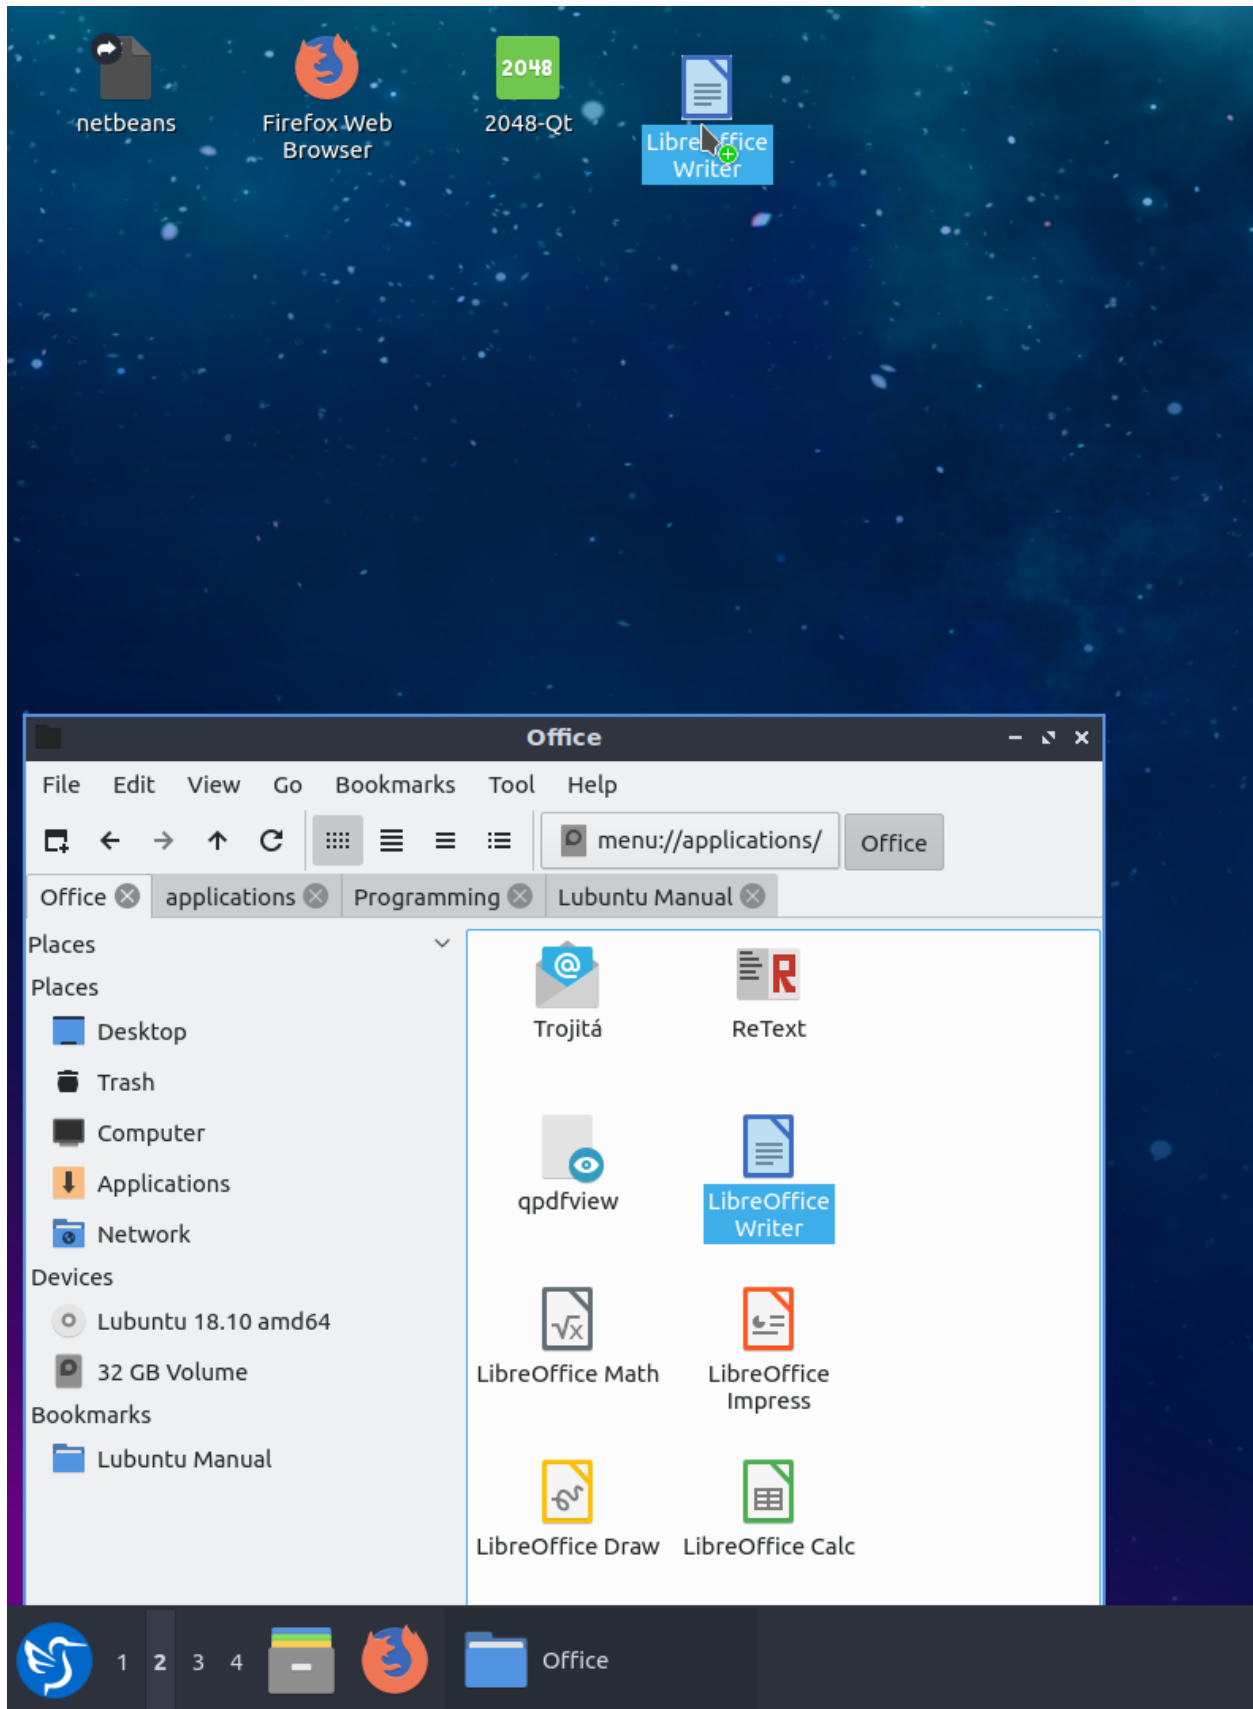 netbeans
Firefox Web
Browser
2048
2048-Qt
LibreOffice
Writer
Office
File Edit View Go Bookmarks Tool Help
menu://applications/ Office
Office applications Programming Lubuntu Manual
Places
Places
Desktop
Trash
Computer
Applications
Network
Devices
Lubuntu 18.10 amd64
32 GB Volume
Bookmarks
Lubuntu Manual
Trojitá
ReText
qpdfview
LibreOffice
Writer
LibreOffice Math
LibreOffice
Impress
LibreOffice Draw
LibreOffice Calc
1 2 3 4 Office